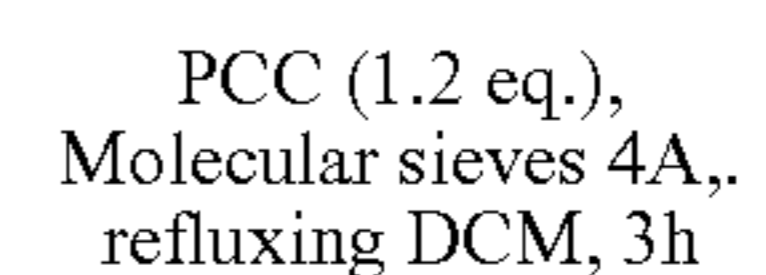 PCC (1.2 eq.),
Molecular sieves 4A,.
refluxing DCM, 3h